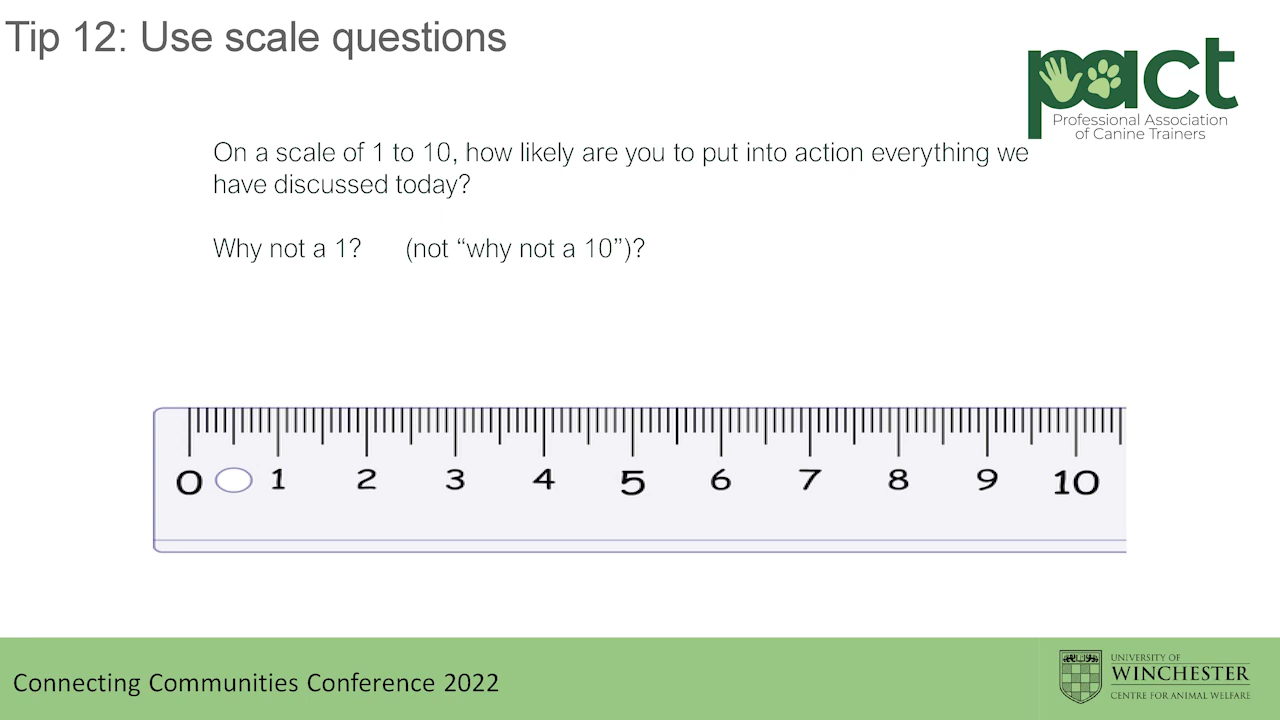 Tip 12: Use scale questions
pact
Professional Association
of Canine Trainers
On a scale of 1 to 10, how likely are you to put into action everything we
have discussed today?
Why not a 1? (not “why not a 10”)?
0 1 2 3 4 5 6 7 8 9 10
Connecting Communities Conference 2022
UNIVERSITY OF
WINCHESTER
CENTRE FOR ANIMAL WELFARE